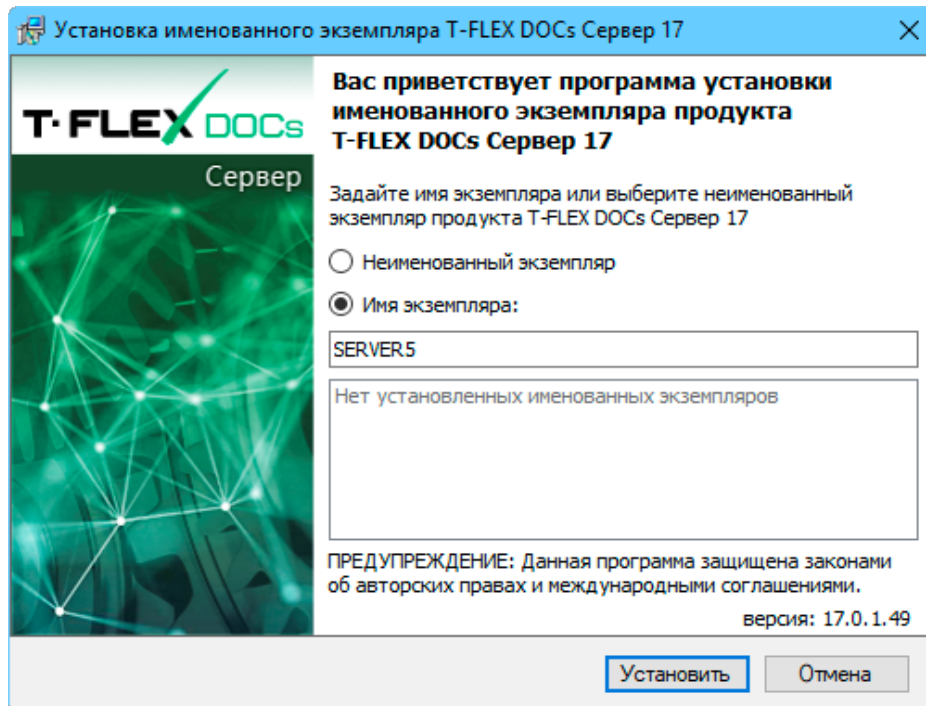 Установка именованного экземпляра T-FLEX DOCs Сервер 17
T-FLEX DOCs
Сервер
Вас приветствует программа установки
именованного экземпляра продукта
T-FLEX DOCs Сервер 17
Задайте имя экземпляра или выберите неименованный
экземпляр продукта T-FLEX DOCs Сервер 17
Неименованный экземпляр
Имя экземпляра:
SERVER5
Нет установленных именованных экземпляров
ПРЕДУПРЕЖДЕНИЕ: Данная программа защищена законами
об авторских правах и международными соглашениями.
версия: 17.0.1.49
Установить
Отмена